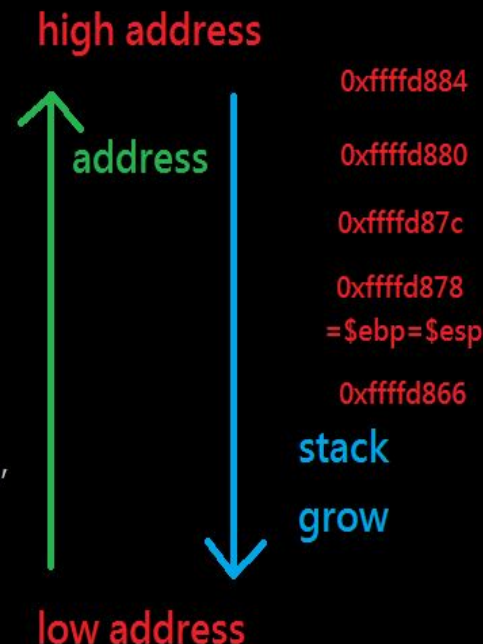 high address
0xffffd884
address
0xffffd880
0xffffd87c
0xffffd878
=$ebp=$esp
0xffffd866
stack
,
grow
low address